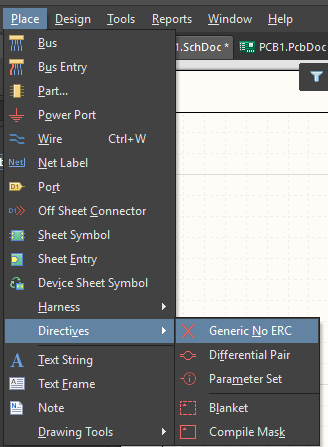 Place Design Tools Reports Window Help
1.SchDoc * PCB1.PcbDoc
Bus
Bus Entry
Part...
Power Port
Wire Ctrl+W
Net Label
Port
Off Sheet Connector
Sheet Symbol
Sheet Entry
Device Sheet Symbol
Harness
Directives
Generic No ERC
Differential Pair
Parameter Set
Blanket
Compile Mask
Text String
Text Frame
Note
Drawing Tools